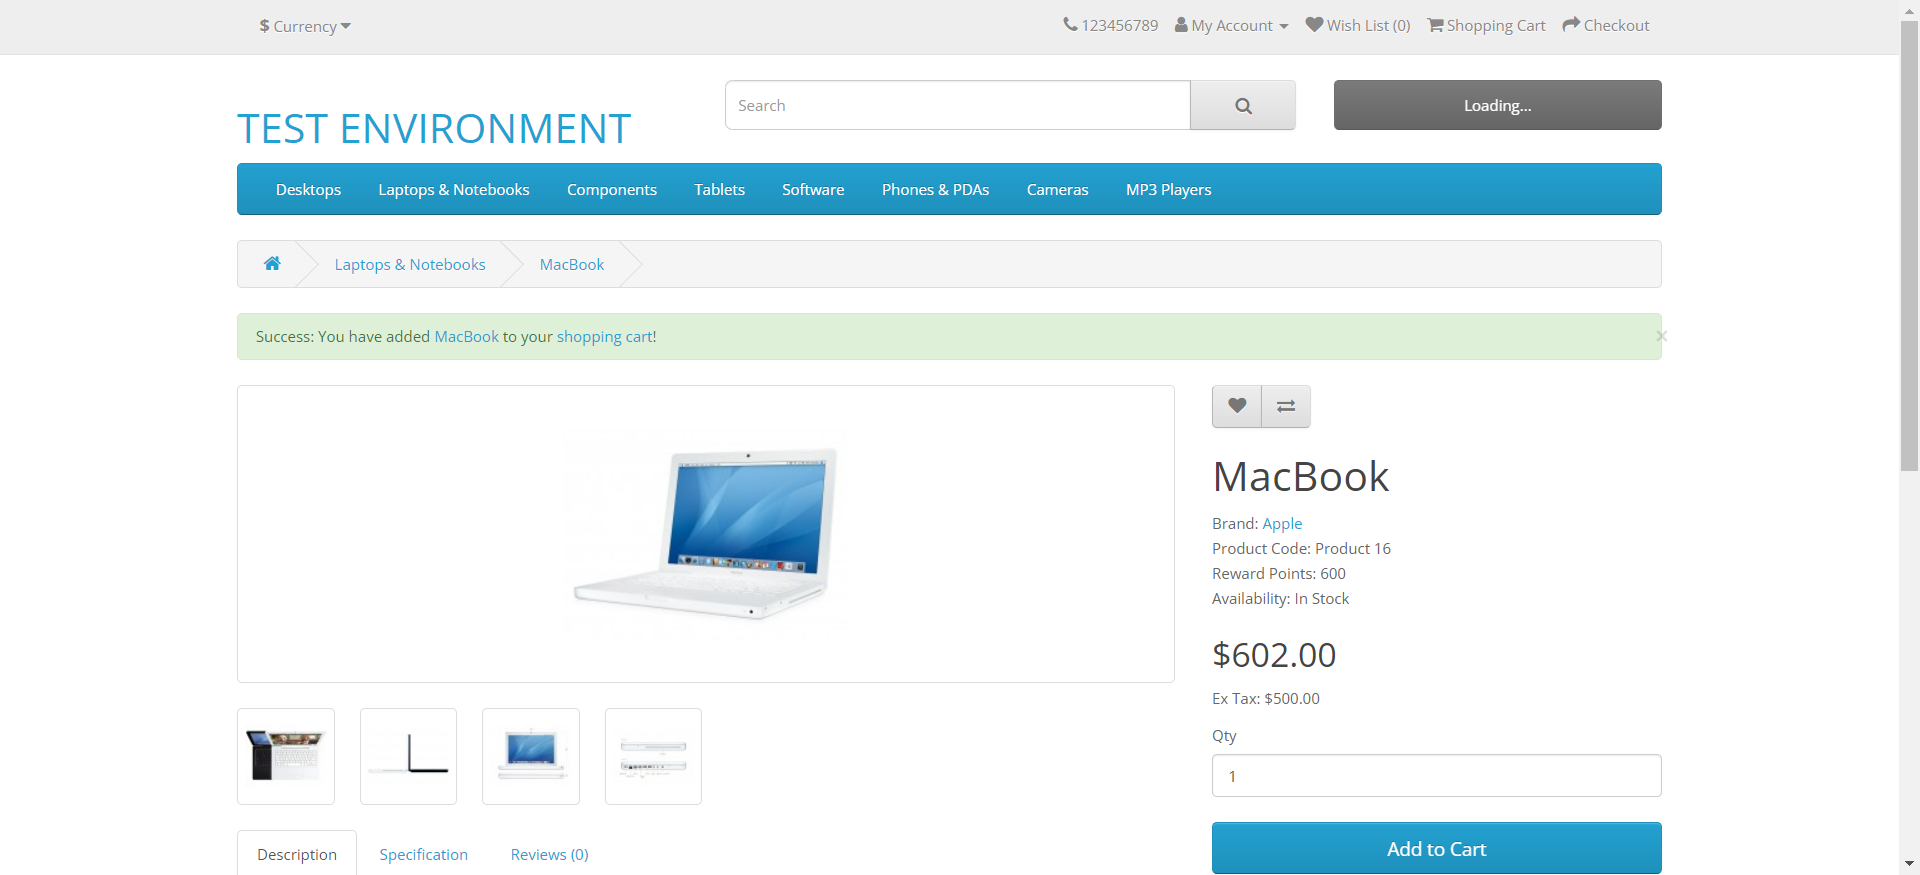 $ Currency
123456789 My Account Wish List (0) Shopping Cart Checkout
TEST ENVIRONMENT
Search
Loading...
Desktops Laptops & Notebooks Components Tablets Software Phones & PDAs Cameras MP3 Players
Laptops & Notebooks MacBook
Success: You have added MacBook to your shopping cart!
×
MacBook
Brand: Apple
Product Code: Product 16
Reward Points: 600
Availability: In Stock
$602.00
Ex Tax: $500.00
Qty
1
Add to Cart
Description Specification Reviews (0)